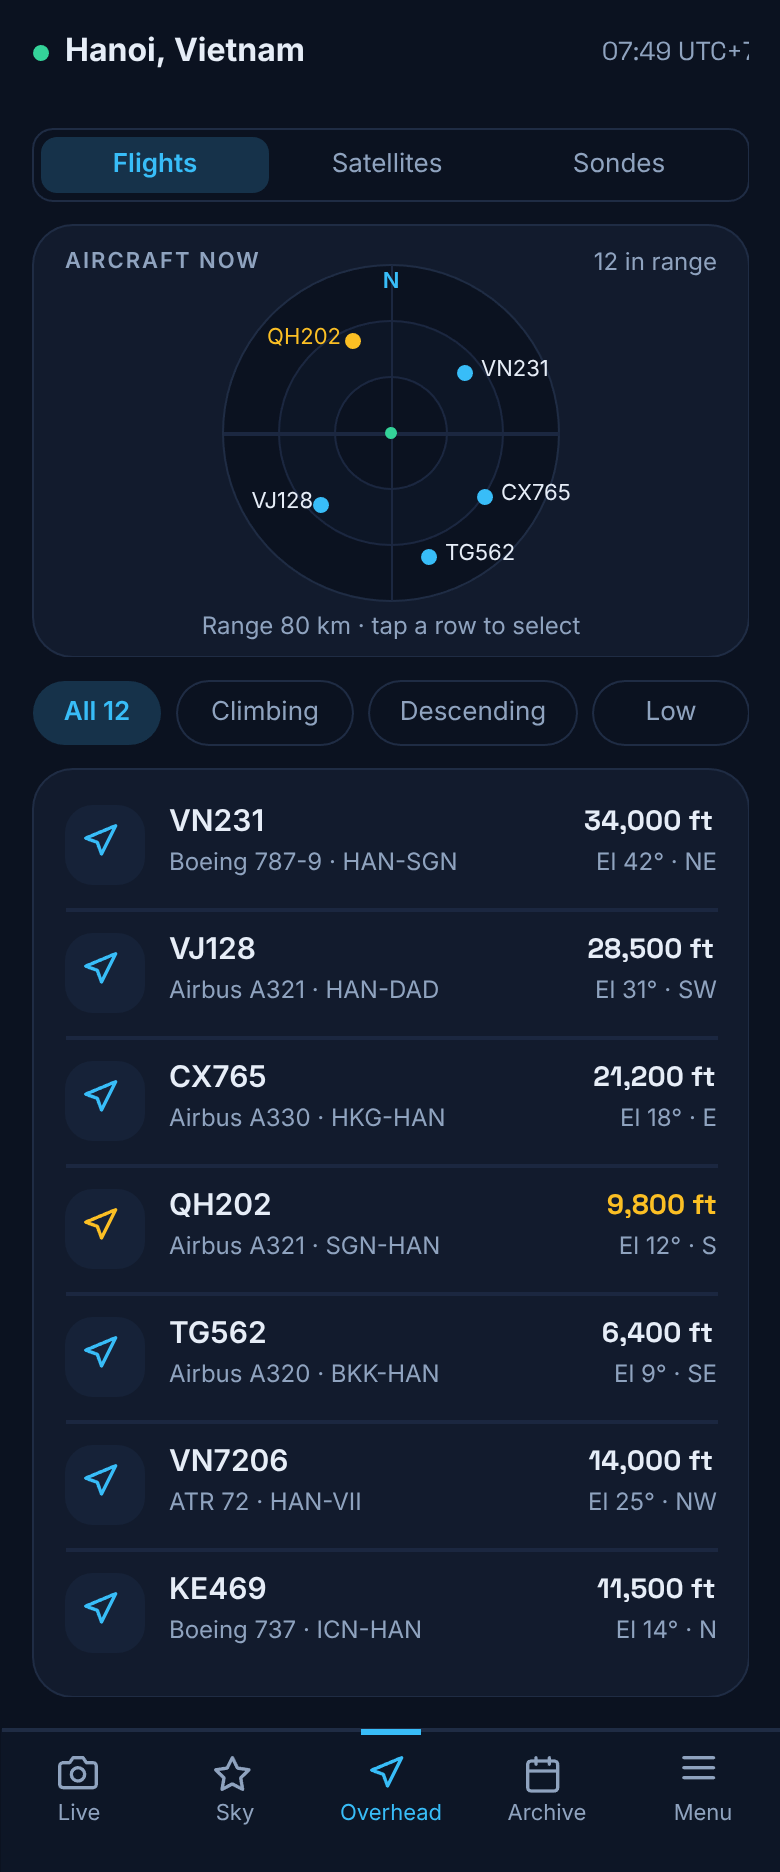 Hanoi, Vietnam
07:49 UTC+7
Flights
Satellites
Sondes
AIRCRAFT NOW
12 in range
N
QH202
VN231
VJ128
CX765
TG562
Range 80 km · tap a row to select
All 12
Climbing
Descending
Low
VN231
34,000 ft
Boeing 787-9 · HAN-SGN
El 42° · NE
VJ128
28,500 ft
Airbus A321 · HAN-DAD
El 31° · SW
CX765
21,200 ft
Airbus A330 · HKG-HAN
El 18° · E
QH202
9,800 ft
Airbus A321 · SGN-HAN
El 12° · S
TG562
6,400 ft
Airbus A320 · BKK-HAN
El 9° · SE
VN7206
14,000 ft
ATR 72 · HAN-VII
El 25° · NW
KE469
11,500 ft
Boeing 737 · ICN-HAN
El 14° · N
Live
Sky
Overhead
Archive
Menu